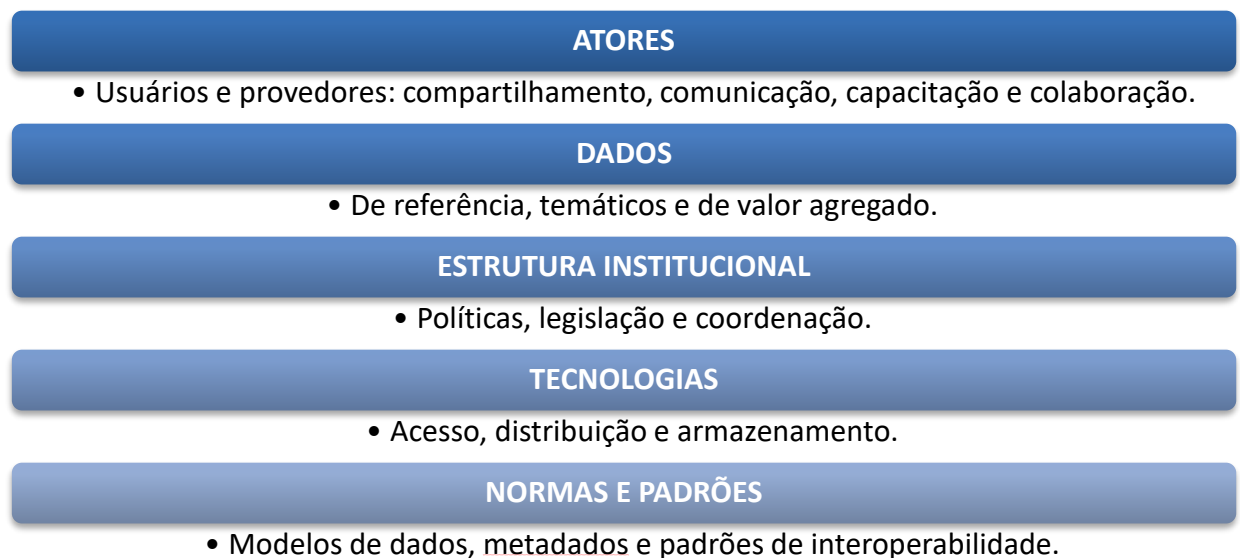 ATORES
• Usuários e provedores: compartilhamento, comunicação, capacitação e colaboração.
DADOS
• De referência, temáticos e de valor agregado.
ESTRUTURA INSTITUCIONAL
• Políticas, legislação e coordenação.
TECNOLOGIAS
• Acesso, distribuição e armazenamento.
NORMAS E PADRÕES
• Modelos de dados, metadados e padrões de interoperabilidade.